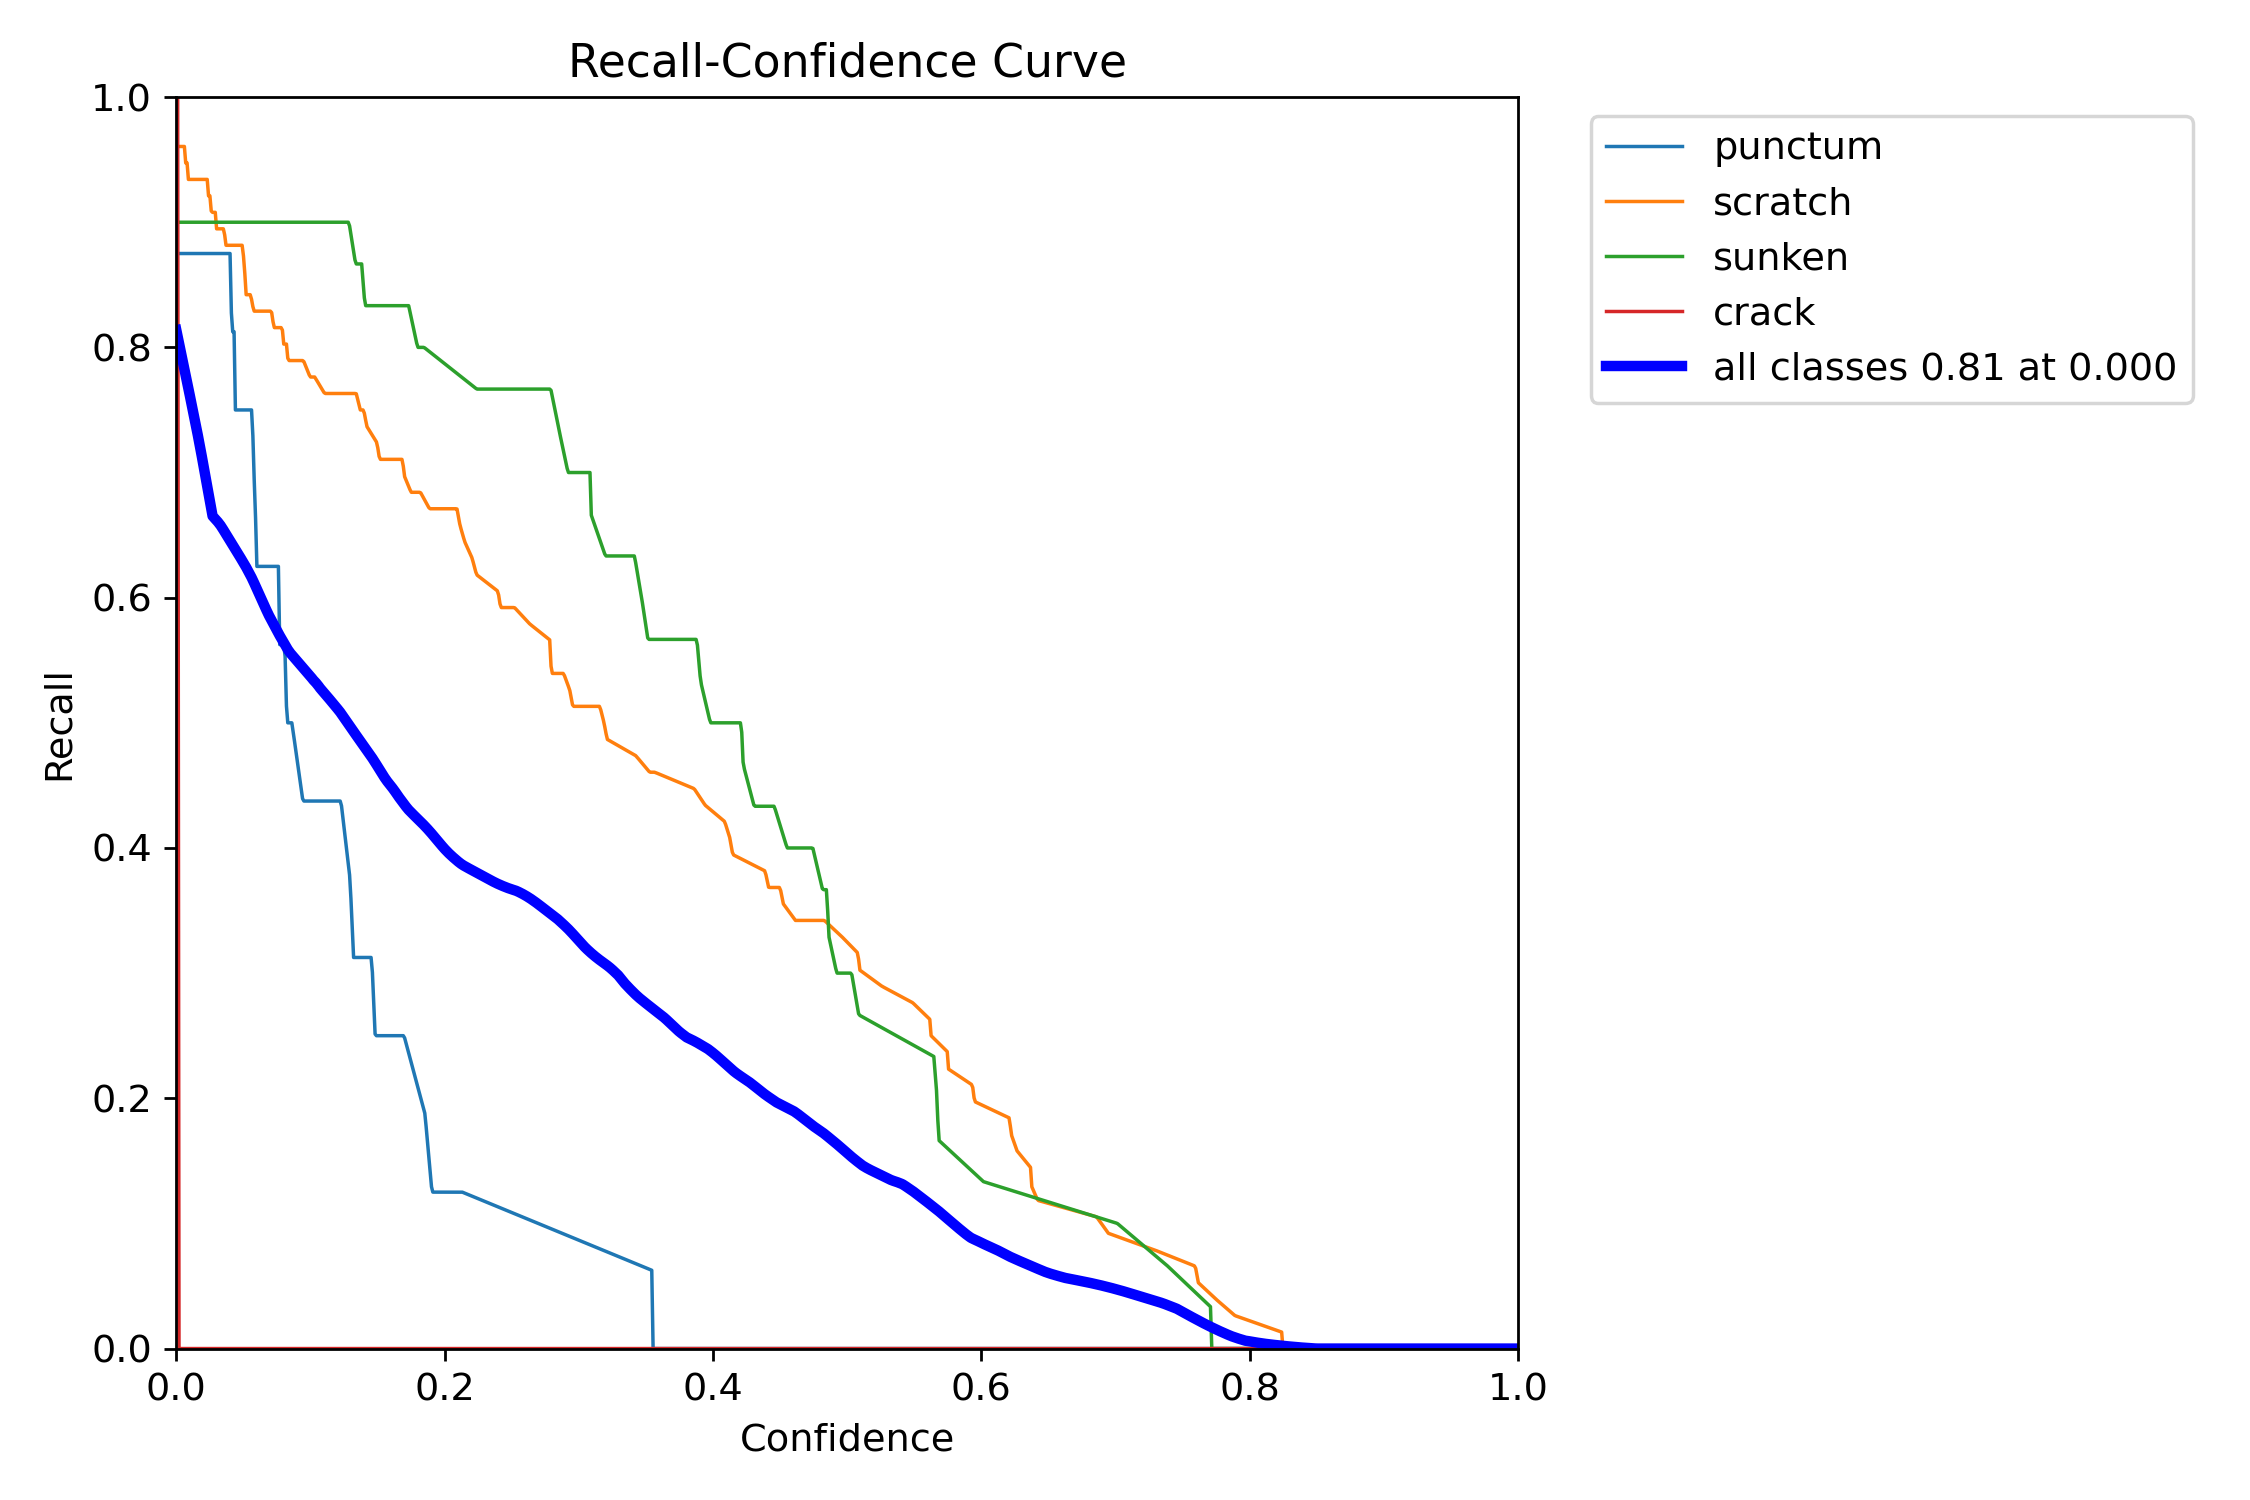 Recall-Confidence Curve
1.0
0.8
0.6
0.4
0.2
0.0
Recall
0.0 0.2 0.4 0.6 0.8 1.0
Confidence
punctum
scratch
sunken
crack
all classes 0.81 at 0.000